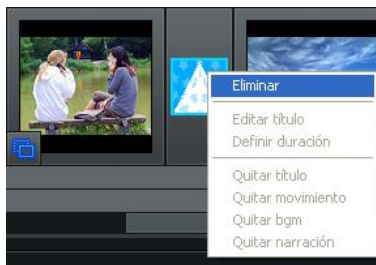 Eliminar
Editar título
Definir duración
Quitar título
Quitar movimiento
Quitar bgm
Quitar narración